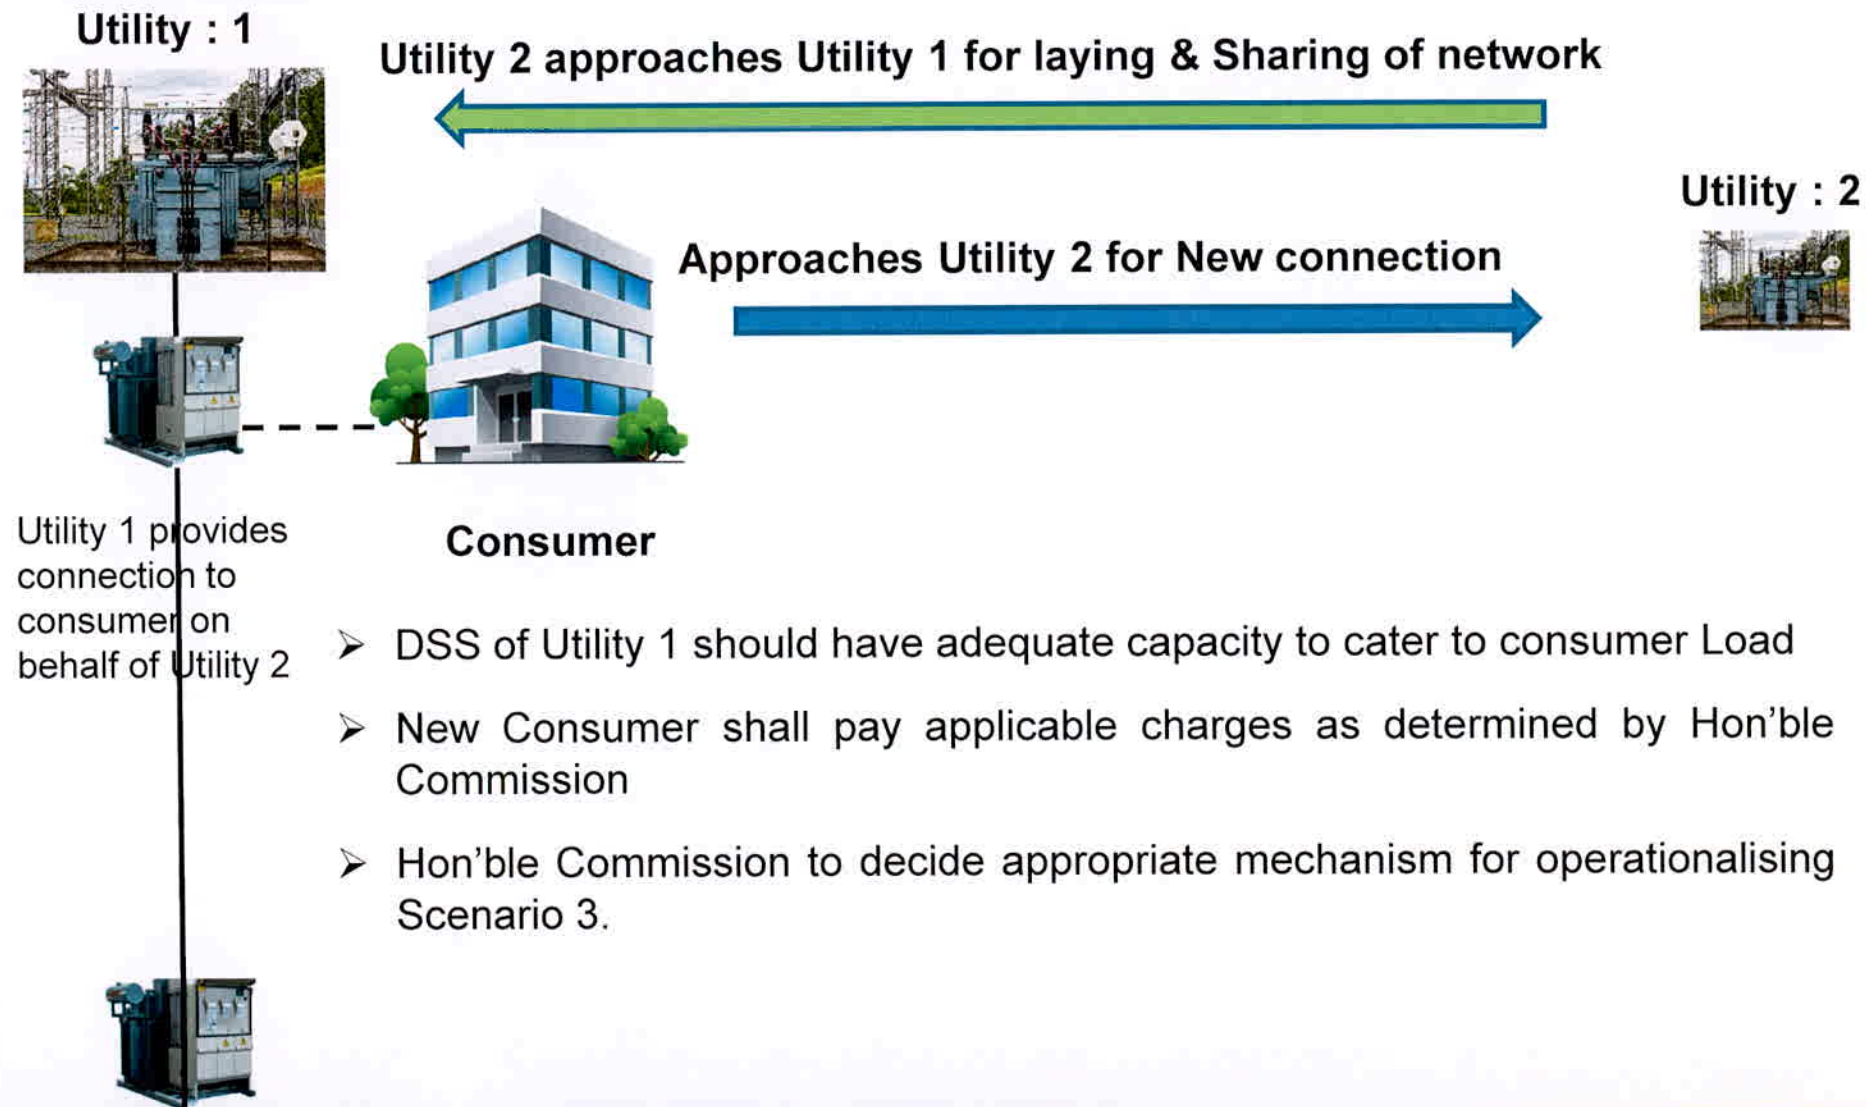 Utility : 1
Utility 2 approaches Utility 1 for laying & Sharing of network
Utility : 2
Approaches Utility 2 for New connection
Utility 1 provides
connection to
consumer on
behalf of Utility 2
Consumer
➤ DSS of Utility 1 should have adequate capacity to cater to consumer Load
➤ New Consumer shall pay applicable charges as determined by Hon'ble
Commission
➤ Hon'ble Commission to decide appropriate mechanism for operationalising
Scenario 3.